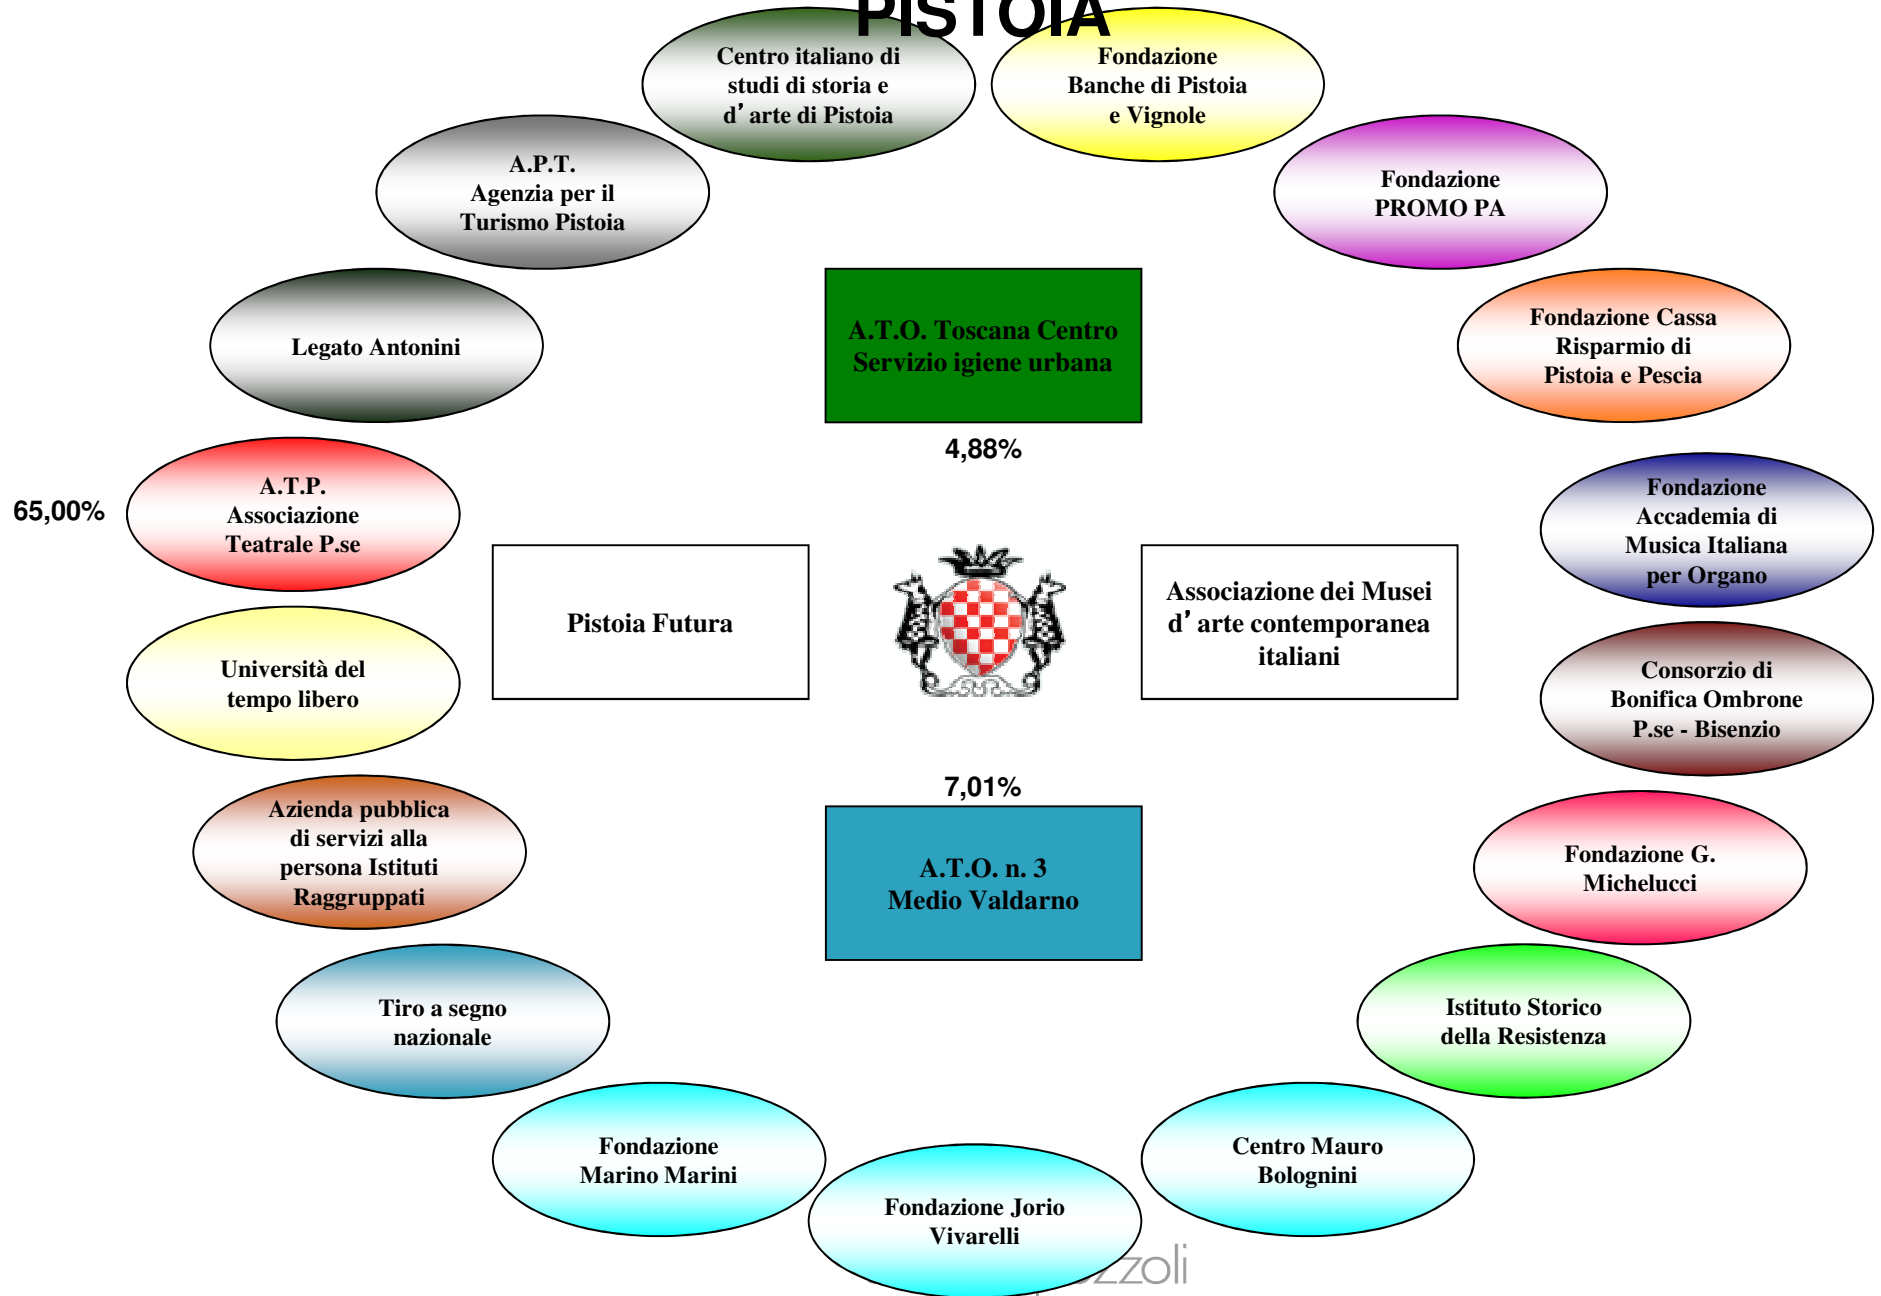 PISTOIA
Centro italiano di
studi di storia e
d’ arte di Pistoia
Fondazione
Banche di Pistoia
e Vignole
A.P.T.
Agenzia per il
Turismo Pistoia
Fondazione
PROMO PA
Legato Antonini
A.T.O. Toscana Centro
Servizio igiene urbana
4,88%
Fondazione Cassa
Risparmio di
Pistoia e Pescia
65,00%
A.T.P.
Associazione
Teatrale P.se
Fondazione
Accademia di
Musica Italiana
per Organo
Pistoia Futura
Associazione dei Musei
d’ arte contemporanea
italiani
Università del
tempo libero
Consorzio di
Bonifica Ombrone
P.se - Bisenzio
Azienda pubblica
di servizi alla
persona Istituti
Raggruppati
7,01%
A.T.O. n. 3
Medio Valdarno
Fondazione G.
Michelucci
Tiro a segno
nazionale
Istituto Storico
della Resistenza
Fondazione
Marino Marini
Fondazione Jorio
Vivarelli
Centro Mauro
Bolognini